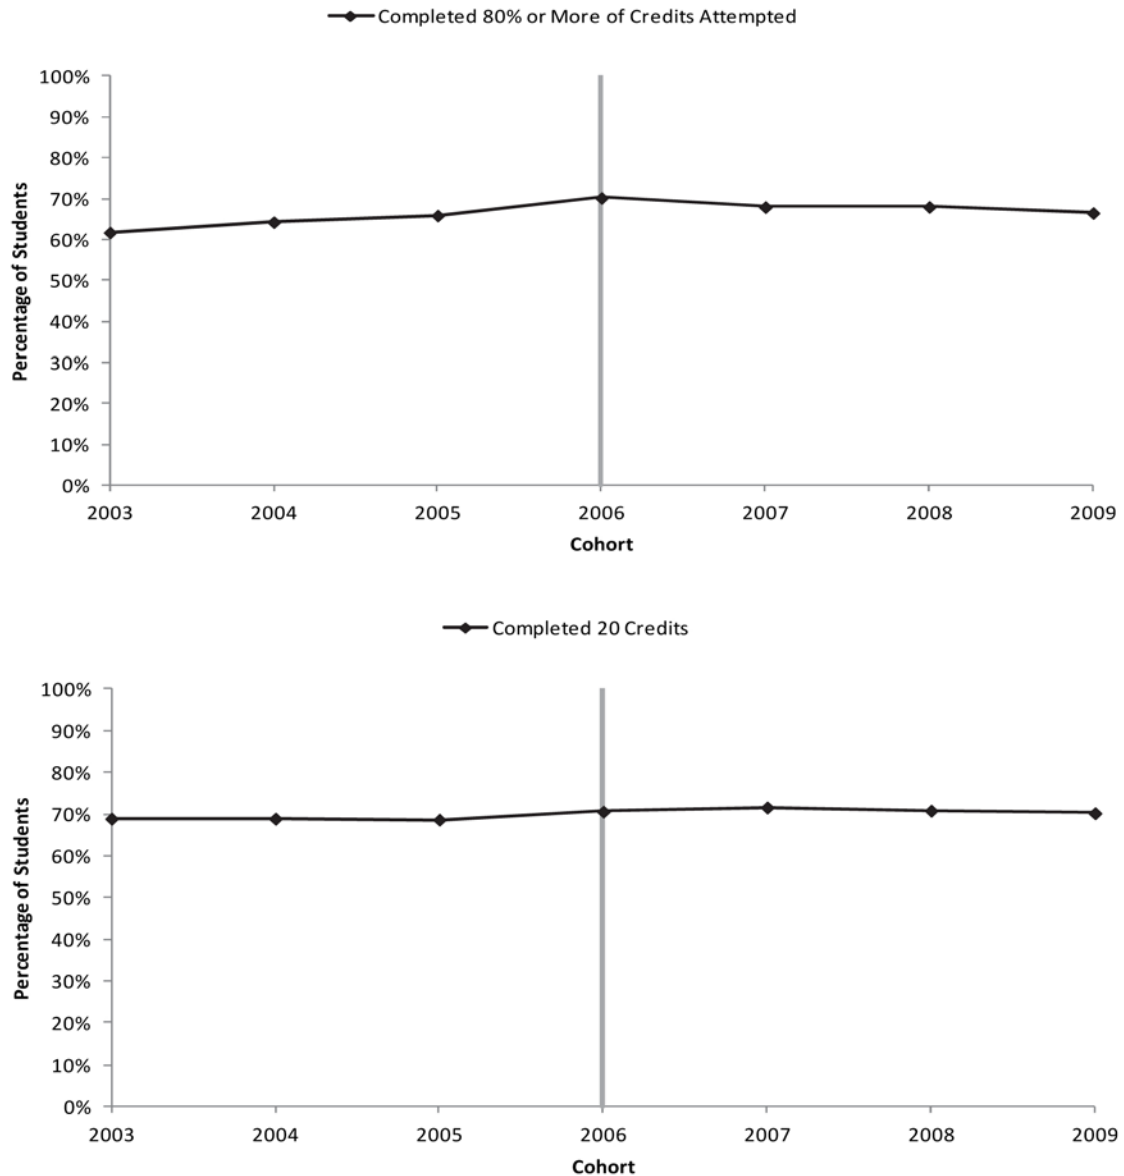 Completed 80% or More of Credits Attempted
100%
90%
80%
70%
60%
50%
40%
30%
20%
10%
0%
Percentage of Students
2003 2004 2005 2006 2007 2008 2009
Cohort
Completed 20 Credits
100%
90%
80%
70%
60%
50%
40%
30%
20%
10%
0%
Percentage of Students
2003 2004 2005 2006 2007 2008 2009
Cohort